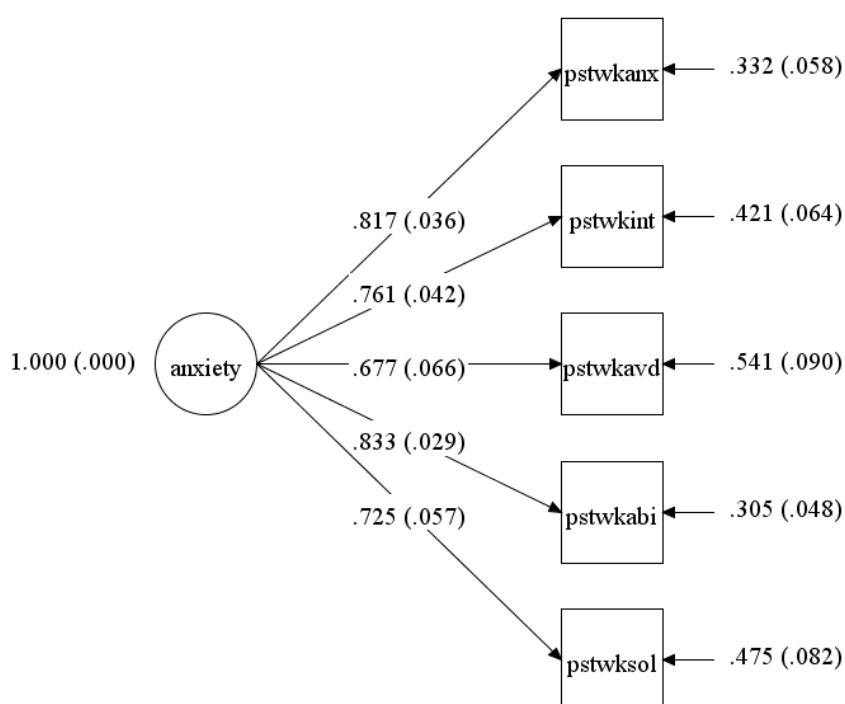 pstwkanx
.332 (.058)
.817 (.036)
pstwkint
.421 (.064)
.761 (.042)
1.000 (.000)
anxiety
.677 (.066)
pstwkavd
.541 (.090)
.833 (.029)
pstwkabi
.305 (.048)
.725 (.057)
pstwksol
.475 (.082)